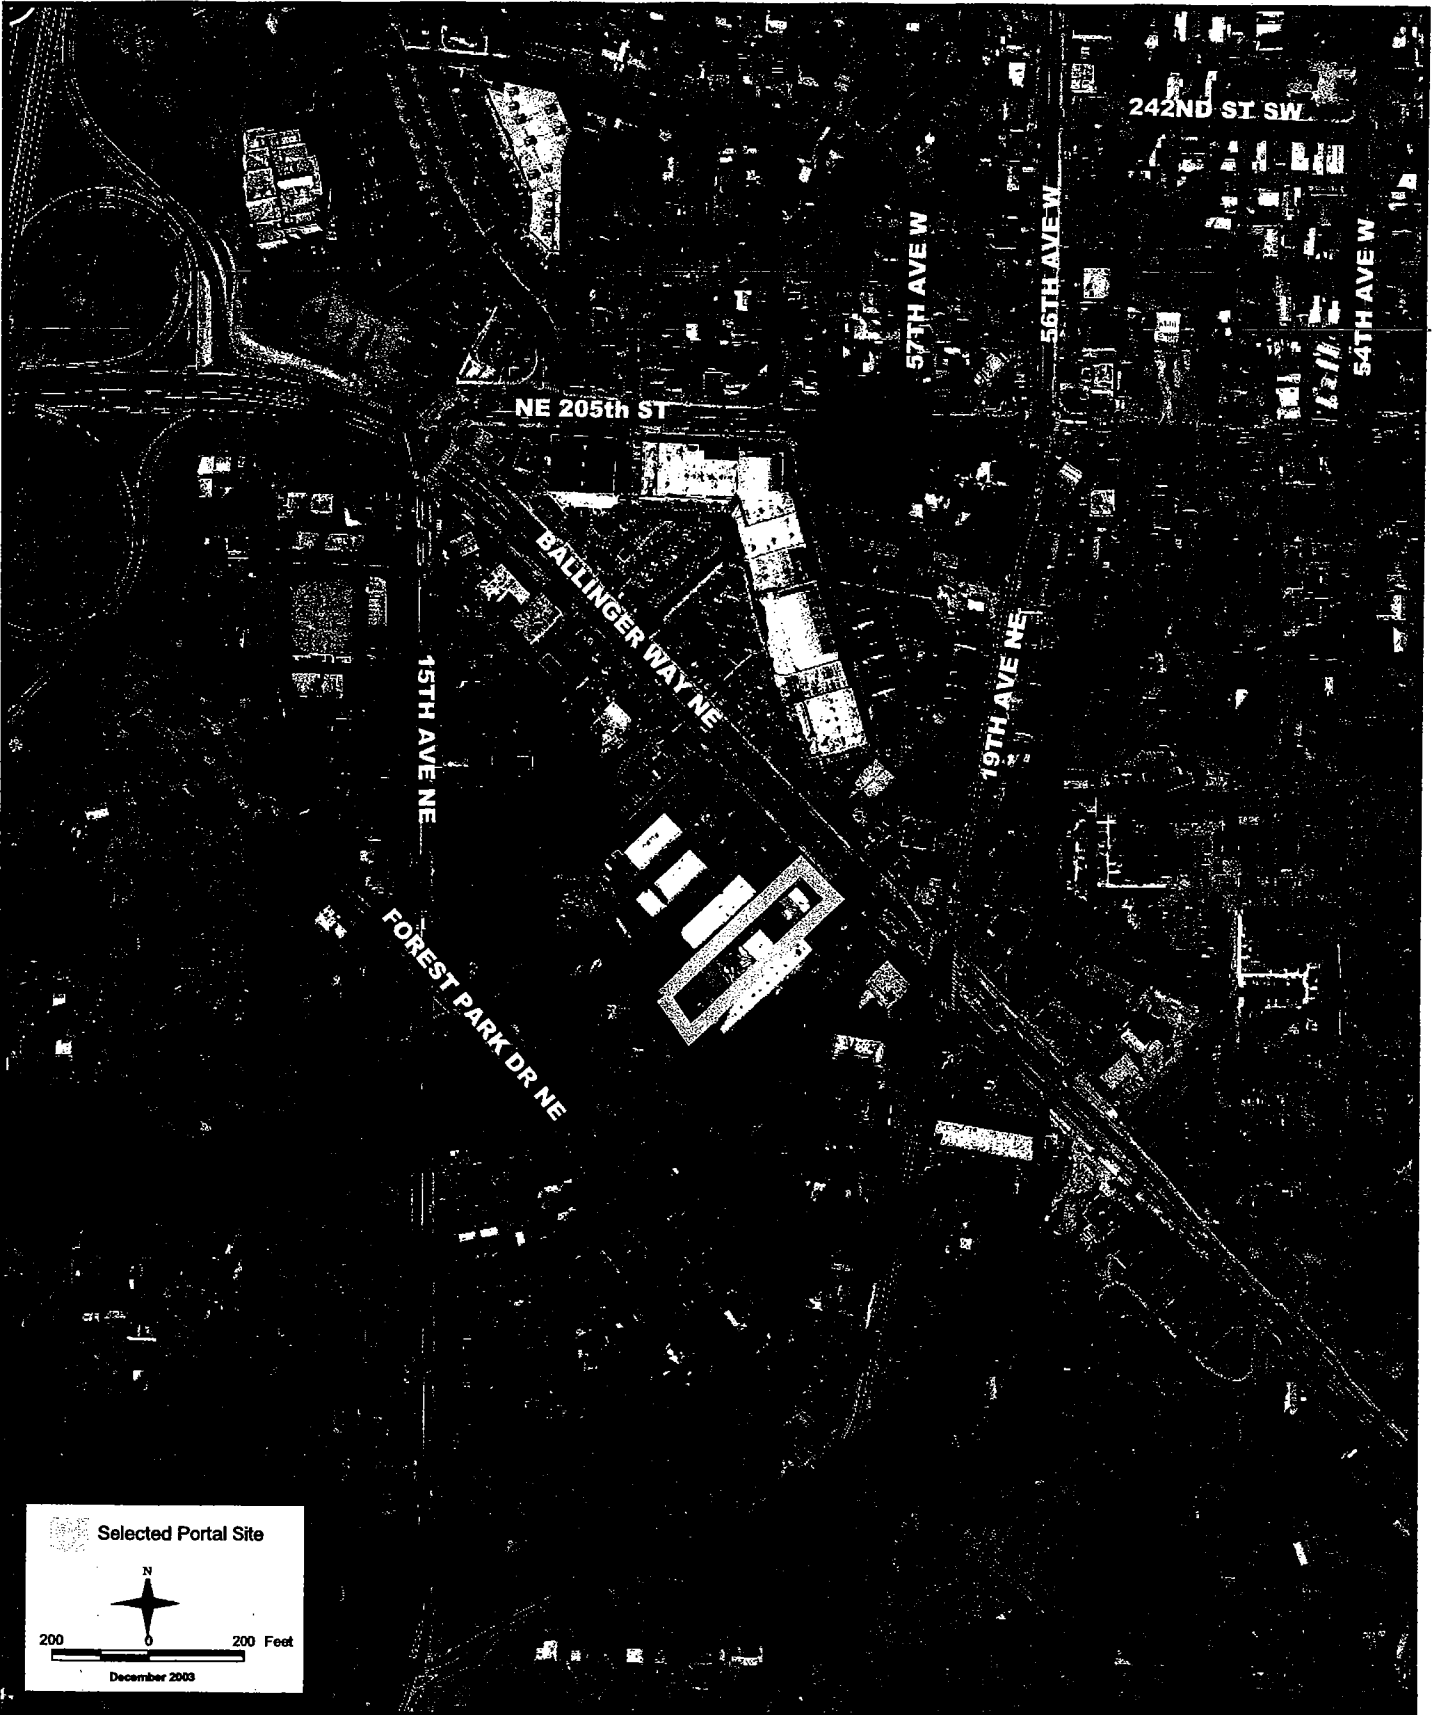 242ND ST SW
57TH AVE W
56TH AVE W
54TH AVE W
NE 205th ST
BALLINGER WAY NE
15TH AVE NE
19TH AVE NE
FOREST PARK DR NE
Selected Portal Site
N
200 0 200 Feet
December 2003